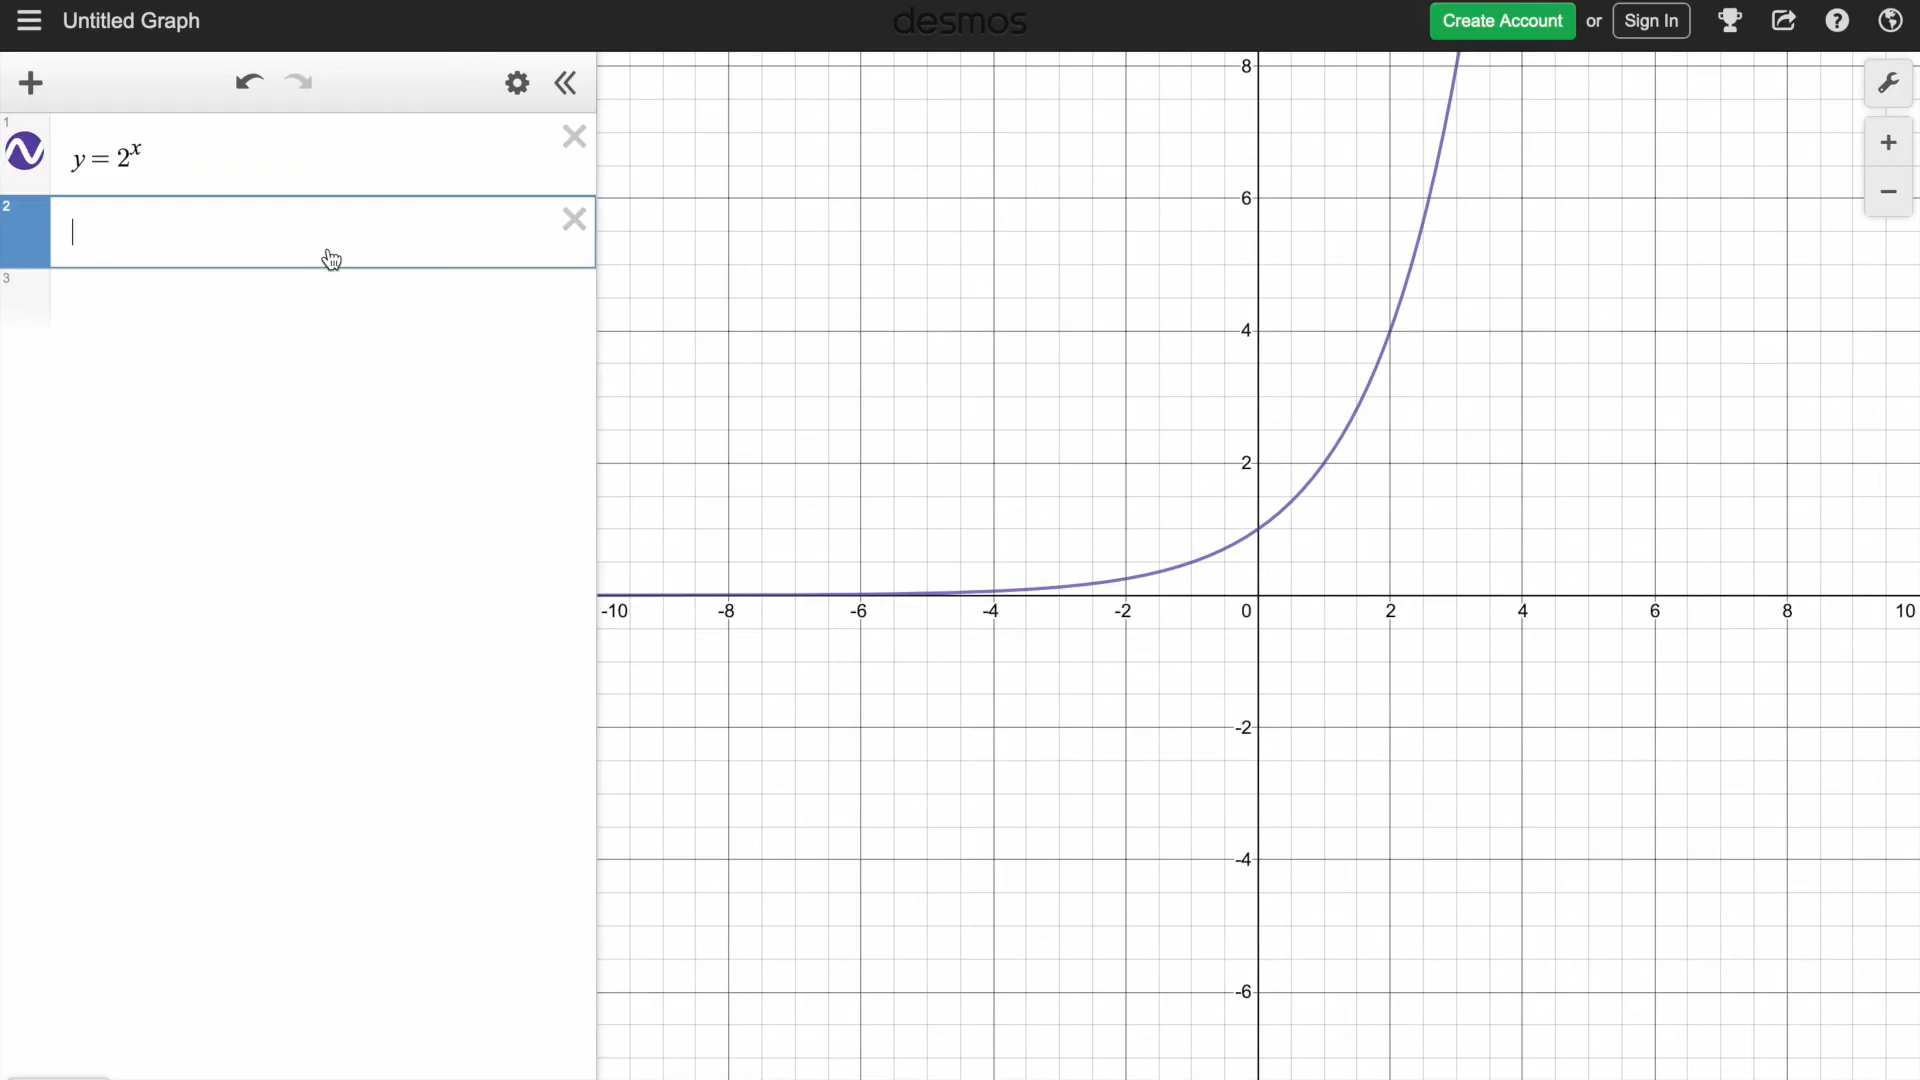 Untitled Graph
desmos
Create Account or Sign In
1
y = 2^x
2
3
8
6
4
2
-10 -8 -6 -4 -2 0 2 4 6 8 10
-2
-4
-6